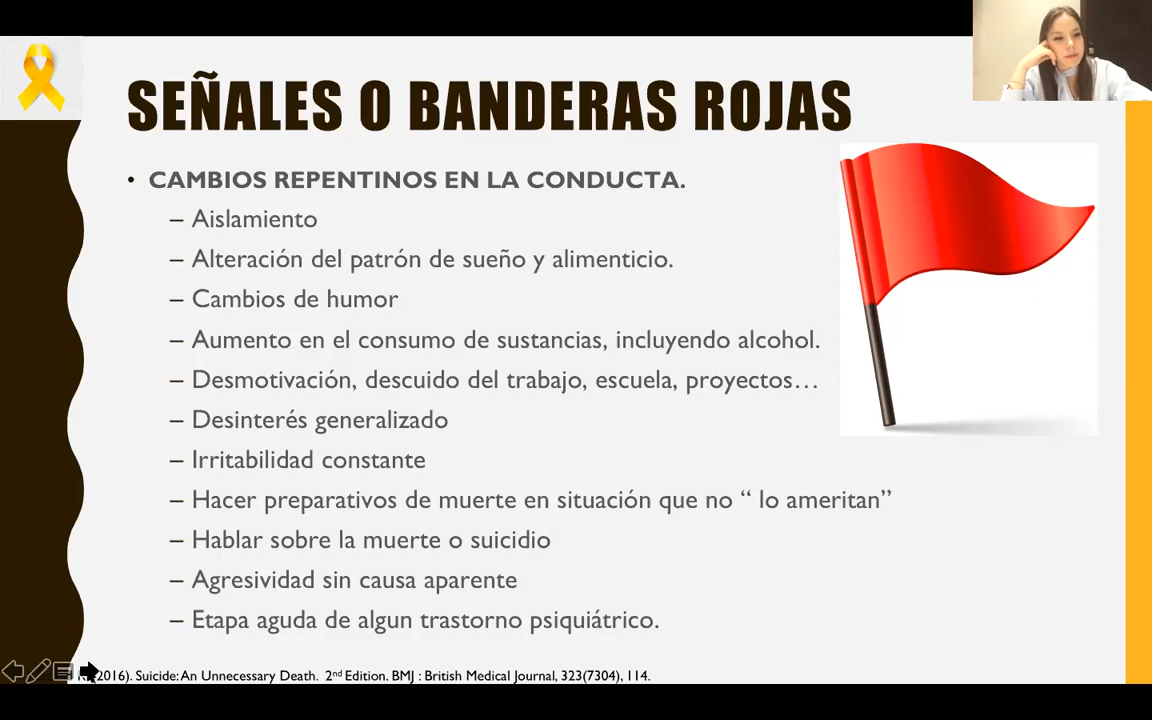 SEÑALES O BANDERAS ROJAS
• CAMBIOS REPENTINOS EN LA CONDUCTA.
– Aislamiento
– Alteración del patrón de sueño y alimenticio.
– Cambios de humor
– Aumento en el consumo de sustancias, incluyendo alcohol.
– Desmotivación, descuido del trabajo, escuela, proyectos…
– Desinterés generalizado
– Irritabilidad constante
– Hacer preparativos de muerte en situación que no “ lo ameritan”
– Hablar sobre la muerte o suicidio
– Agresividad sin causa aparente
– Etapa aguda de algun trastorno psiquiátrico.
2016). Suicide: An Unnecessary Death. 2nd Edition. BMJ : British Medical Journal, 323(7304), 114.